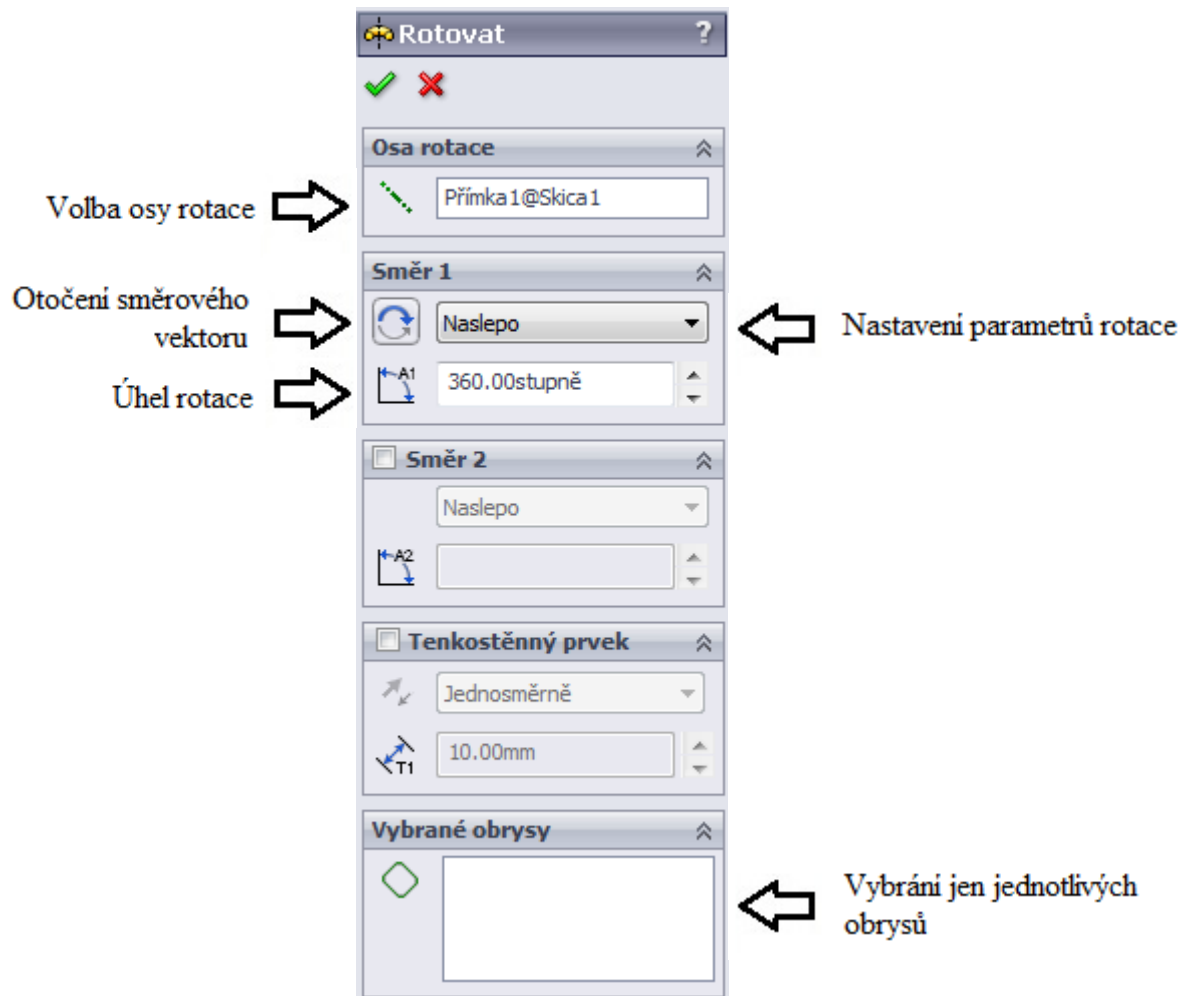 Rotovat ?
Osa rotace
Volba osy rotace
Přímka1@Skica1
Směr 1
Otočení směrového
vektoru
Naslepo
Nastavení parametrů rotace
Úhel rotace
A1
360.00stupně
Směr 2
Naslepo
A2
Tenkostěnný prvek
Jednosměrně
T1
10.00mm
Vybrané obrysy
Vybrání jen jednotlivých
obrysů